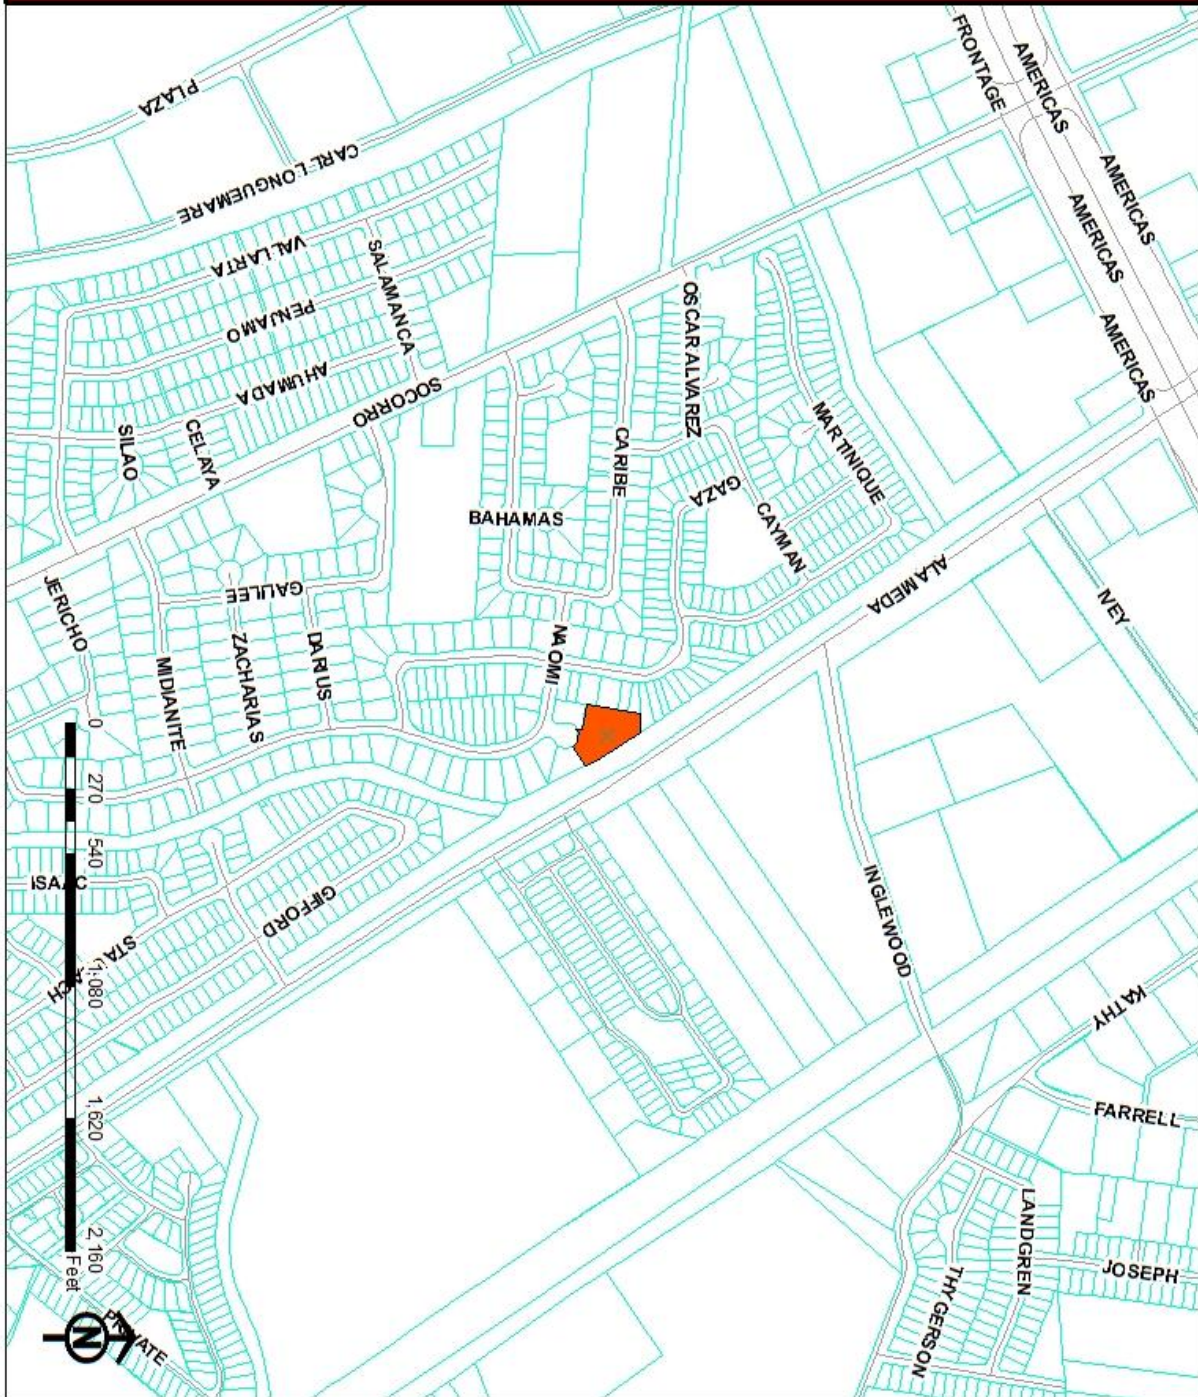 PLAZA
CARL LONGUEMARE
FRONTAGE
AMERICAS
AMERICAS
AMERICAS
AMERICAS
VALLARTA
SALAMANCA
PENJAMO
AHUMADA
SOCORRO
SILAO
CELAYA
OSCAR ALVAREZ
MARTINIQUE
CARIBE
GAZA
CAYMAN
BAHAMAS
ALAMEDA
IVEY
JERICHO
GALILEE
ZACHARIAS
DARIUS
MIDIANITE
NAOMI
ISAAC
GIFFORD
INGLEWOOD
KATHY
FARRELL
LANDGREN
JOSEPH
THYGERSON
PRIVATE
0 270 540 1,080 1,620 2,160
Feet
N